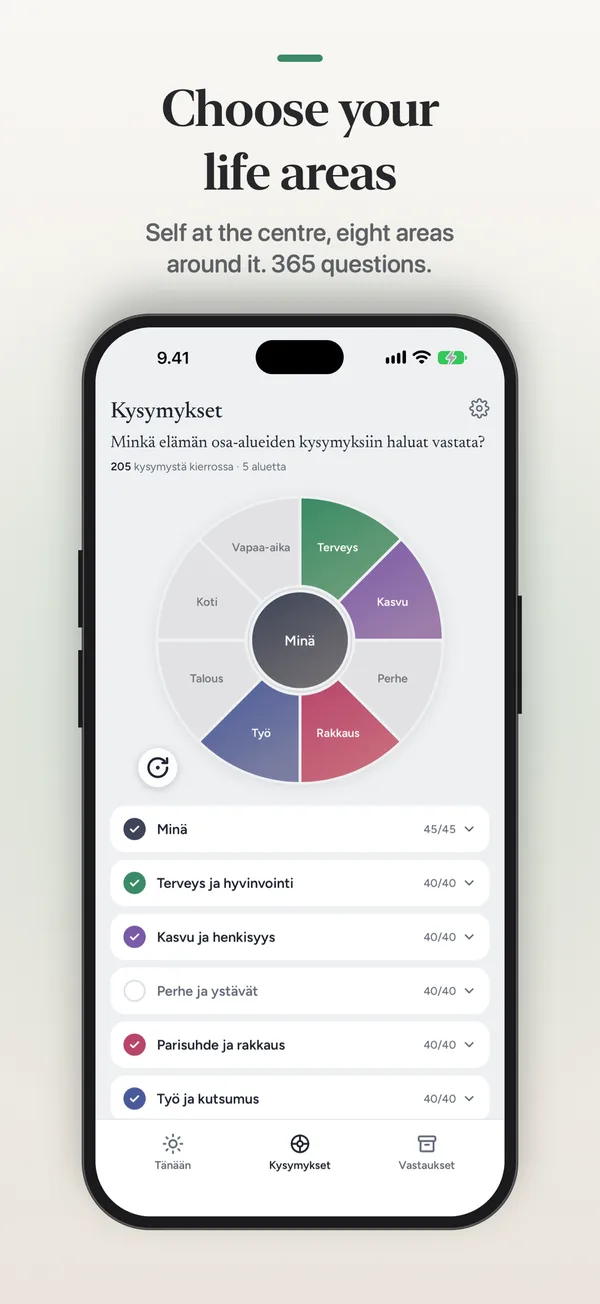 Choose your
life areas
Self at the centre, eight areas
around it. 365 questions.
9.41
Kysymykset
Minkä elämän osa-alueiden kysymyksiin haluat vastata?
205 kysymystä kierrossa · 5 aluetta
Vapaa-aika
Terveys
Koti
Kasvu
Minä
Talous
Perhe
Työ
Rakkaus
Minä 45/45
Terveys ja hyvinvointi 40/40
Kasvu ja henkisyys 40/40
Perhe ja ystävät 40/40
Parisuhde ja rakkaus 40/40
Työ ja kutsumus 40/40
Tänään
Kysymykset
Vastaukset